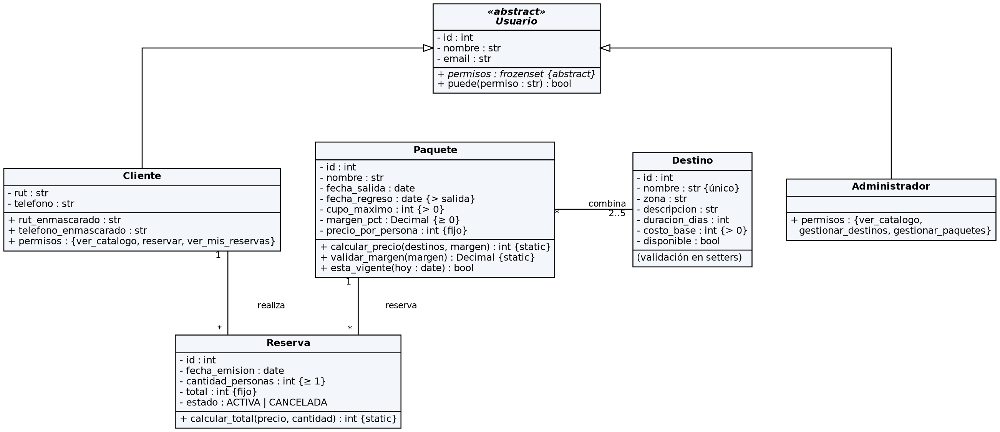 «abstract»
Usuario
- id : int
- nombre : str
- email : str
+ permisos : frozenset {abstract}
+ puede(permiso : str) : bool
Cliente
- rut : str
- telefono : str
+ rut_enmascarado : str
+ telefono_enmascarado : str
+ permisos : {ver_catalogo, reservar, ver_mis_reservas}
Paquete
- id : int
- nombre : str
- fecha_salida : date
- fecha_regreso : date {> salida}
- cupo_maximo : int {> 0}
- margen_pct : Decimal {≥ 0}
- precio_por_persona : int {fijo}
+ calcular_precio(destinos, margen) : int {static}
+ validar_margen(margen) : Decimal {static}
+ esta_vigente(hoy : date) : bool
combina
*
2..5
Destino
- id : int
- nombre : str {único}
- zona : str
- descripcion : str
- duracion_dias : int
- costo_base : int {> 0}
- disponible : bool
(validación en setters)
Administrador
+ permisos : {ver_catalogo,
gestionar_destinos, gestionar_paquetes}
1
realiza
*
1
reserva
*
Reserva
- id : int
- fecha_emision : date
- cantidad_personas : int {≥ 1}
- total : int {fijo}
- estado : ACTIVA | CANCELADA
+ calcular_total(precio, cantidad) : int {static}